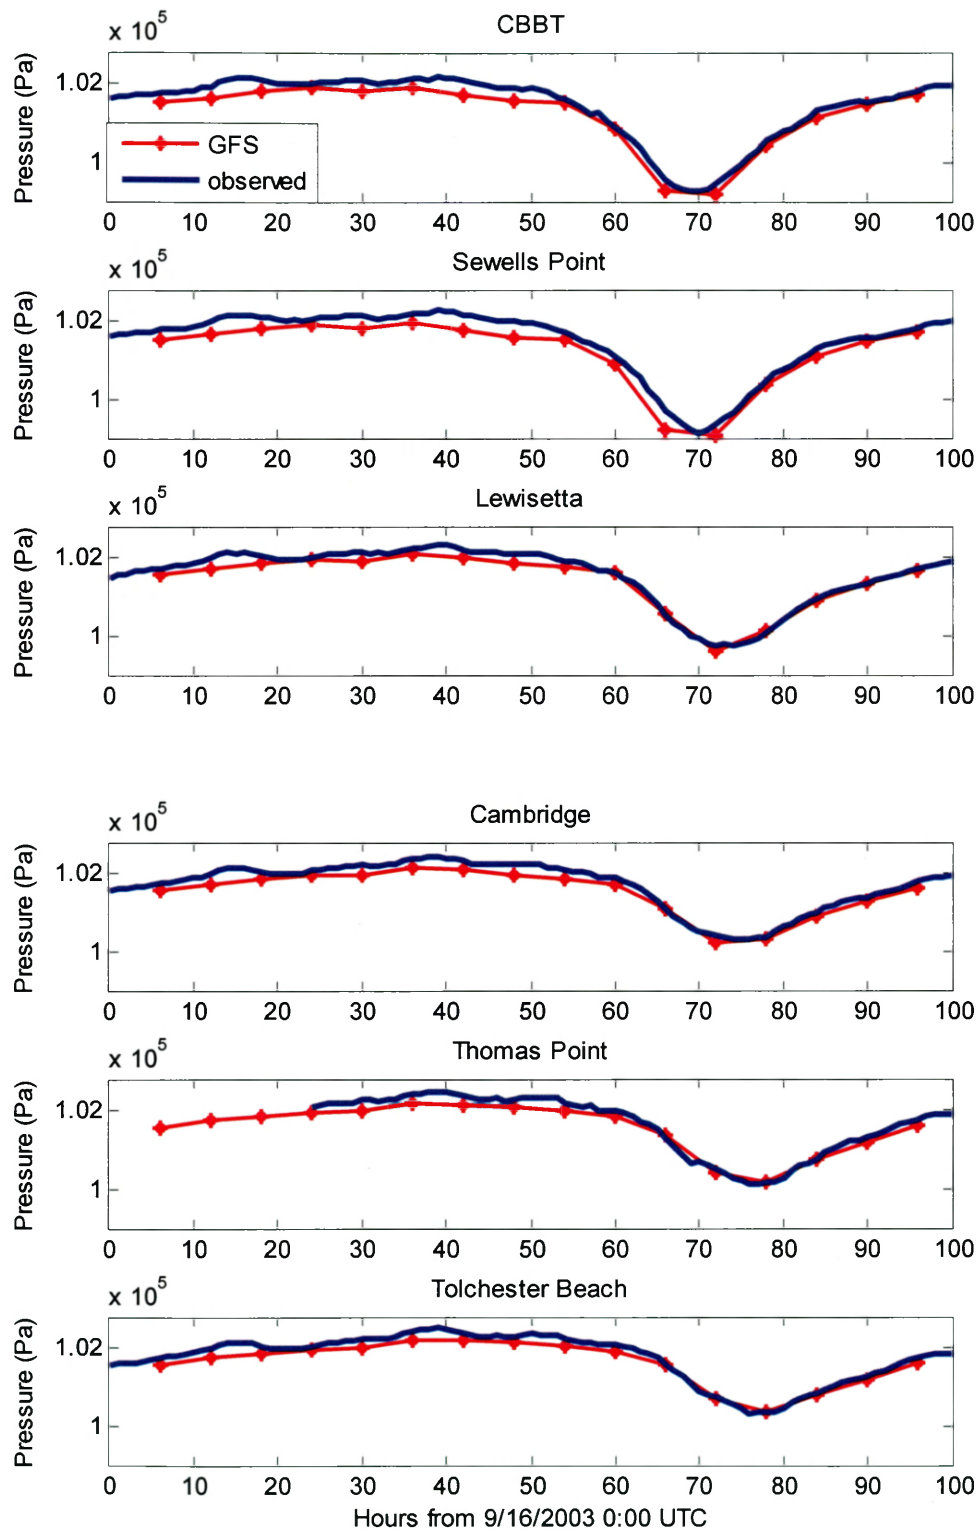 CBBT
x 10^5
Pressure (Pa)
1.02
1
GFS
observed
0 10 20 30 40 50 60 70 80 90 100
Sewells Point
x 10^5
Pressure (Pa)
1.02
1
0 10 20 30 40 50 60 70 80 90 100
Lewisetta
x 10^5
Pressure (Pa)
1.02
1
0 10 20 30 40 50 60 70 80 90 100
Cambridge
x 10^5
Pressure (Pa)
1.02
1
0 10 20 30 40 50 60 70 80 90 100
Thomas Point
x 10^5
Pressure (Pa)
1.02
1
0 10 20 30 40 50 60 70 80 90 100
Tolchester Beach
x 10^5
Pressure (Pa)
1.02
1
0 10 20 30 40 50 60 70 80 90 100
Hours from 9/16/2003 0:00 UTC